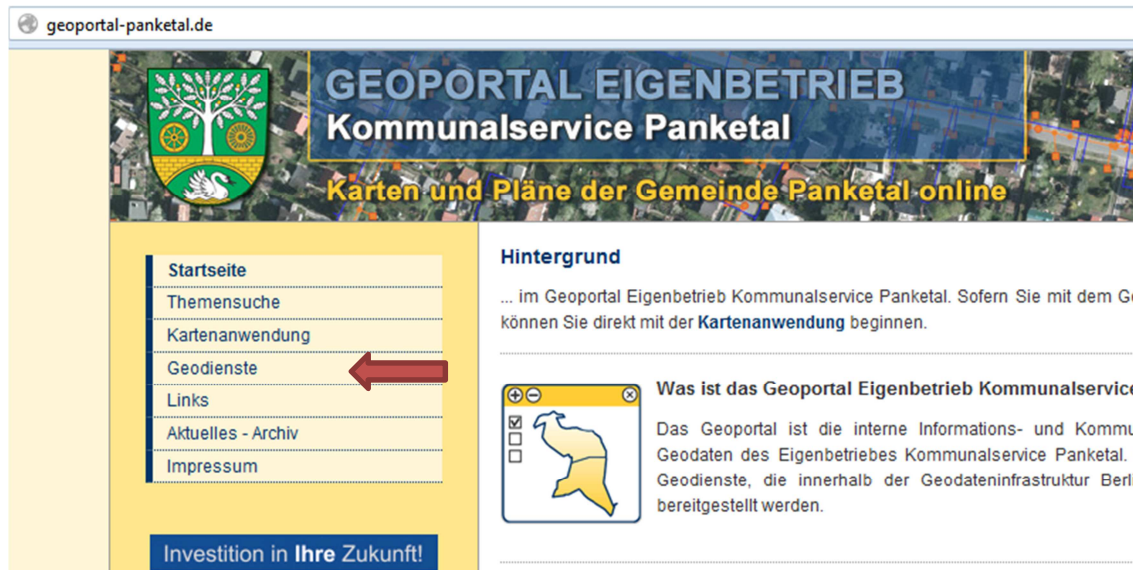 geoportal-panketal.de
GEOPORTAL EIGENBETRIEB
Kommunalservice Panketal
Karten und Pläne der Gemeinde Panketal online
Startseite
Themensuche
Kartenanwendung
Geodienste
Links
Aktuelles - Archiv
Impressum
Investition in Ihre Zukunft!
Hintergrund
... im Geoportal Eigenbetrieb Kommunalservice Panketal. Sofern Sie mit dem
können Sie direkt mit der Kartenanwendung beginnen.
Was ist das Geoportal Eigenbetrieb Kommunalservice
Das Geoportal ist die interne Informations- und
Geodaten des Eigenbetriebes Kommunalservice Panketal.
Geodienste, die innerhalb der Geodateninfrastruktur
bereitgestellt werden.